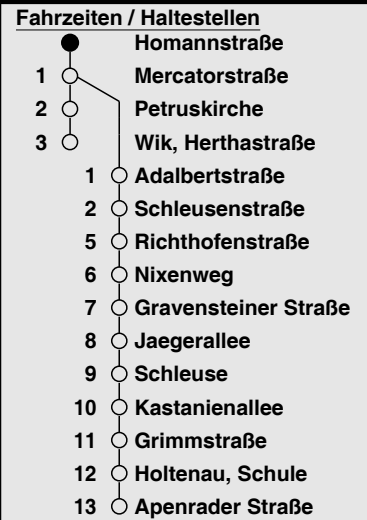 Fahrzeiten / Haltestellen
Homannstraße
1 Mercatorstraße
2 Petruskirche
3 Wik, Herthastraße
1 Adalbertstraße
2 Schleusenstraße
5 Richthofenstraße
6 Nixenweg
7 Gravensteiner Straße
8 Jaegerallee
9 Schleuse
10 Kastanienallee
11 Grimmstraße
12 Holtenau, Schule
13 Apenrader Straße